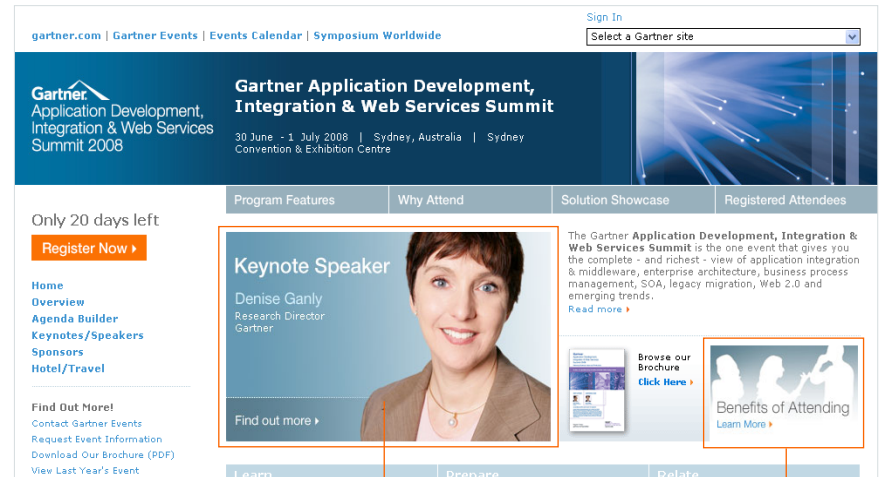 Sign In
gartner.com | Gartner Events | Events Calendar | Symposium Worldwide
Select a Gartner site
Gartner
Application Development,
Integration & Web Services
Summit 2008
Gartner Application Development,
Integration & Web Services Summit
30 June - 1 July 2008 | Sydney, Australia | Sydney
Convention & Exhibition Centre
Program Features
Why Attend
Solution Showcase
Registered Attendees
Only 20 days left
Register Now
Home
Overview
Agenda Builder
Keynotes/Speakers
Sponsors
Hotel/Travel
Find Out More!
Contact Gartner Events
Request Event Information
Download Our Brochure (PDF)
View Last Year's Event
Keynote Speaker
Denise Ganly
Research Director
Gartner
Find out more
The Gartner Application Development, Integration &
Web Services Summit is the one event that gives you
the complete - and richest - view of application integration
& middleware, enterprise architecture, business process
management, SOA, legacy migration, Web 2.0 and
emerging trends.
Read more
Browse our
Brochure
Click Here
Benefits of Attending
Learn More
Learn
Prepare
Relate